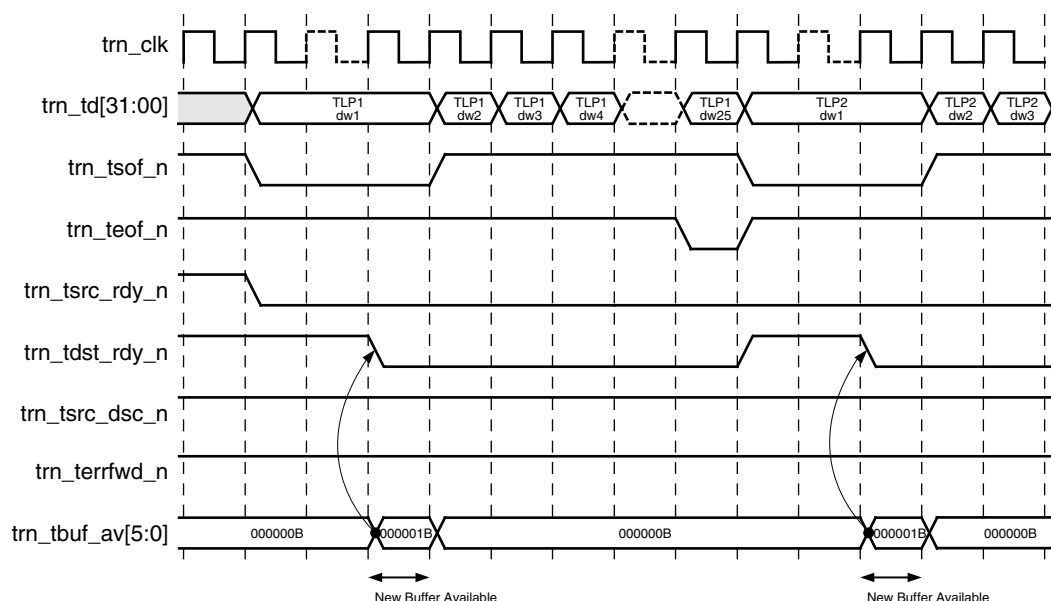 trn_clk
trn_td[31:00]
TLP1 dw1
TLP1 dw2
TLP1 dw3
TLP1 dw4
TLP1 dw25
TLP2 dw1
TLP2 dw2
TLP2 dw3
trn_tsof_n
trn_teof_n
trn_tsrc_rdy_n
trn_tdst_rdy_n
trn_tsrc_dsc_n
trn_terrfwd_n
trn_tbuf_av[5:0]
000000B
000001B
000000B
000001B
000000B
New Buffer Available
New Buffer Available